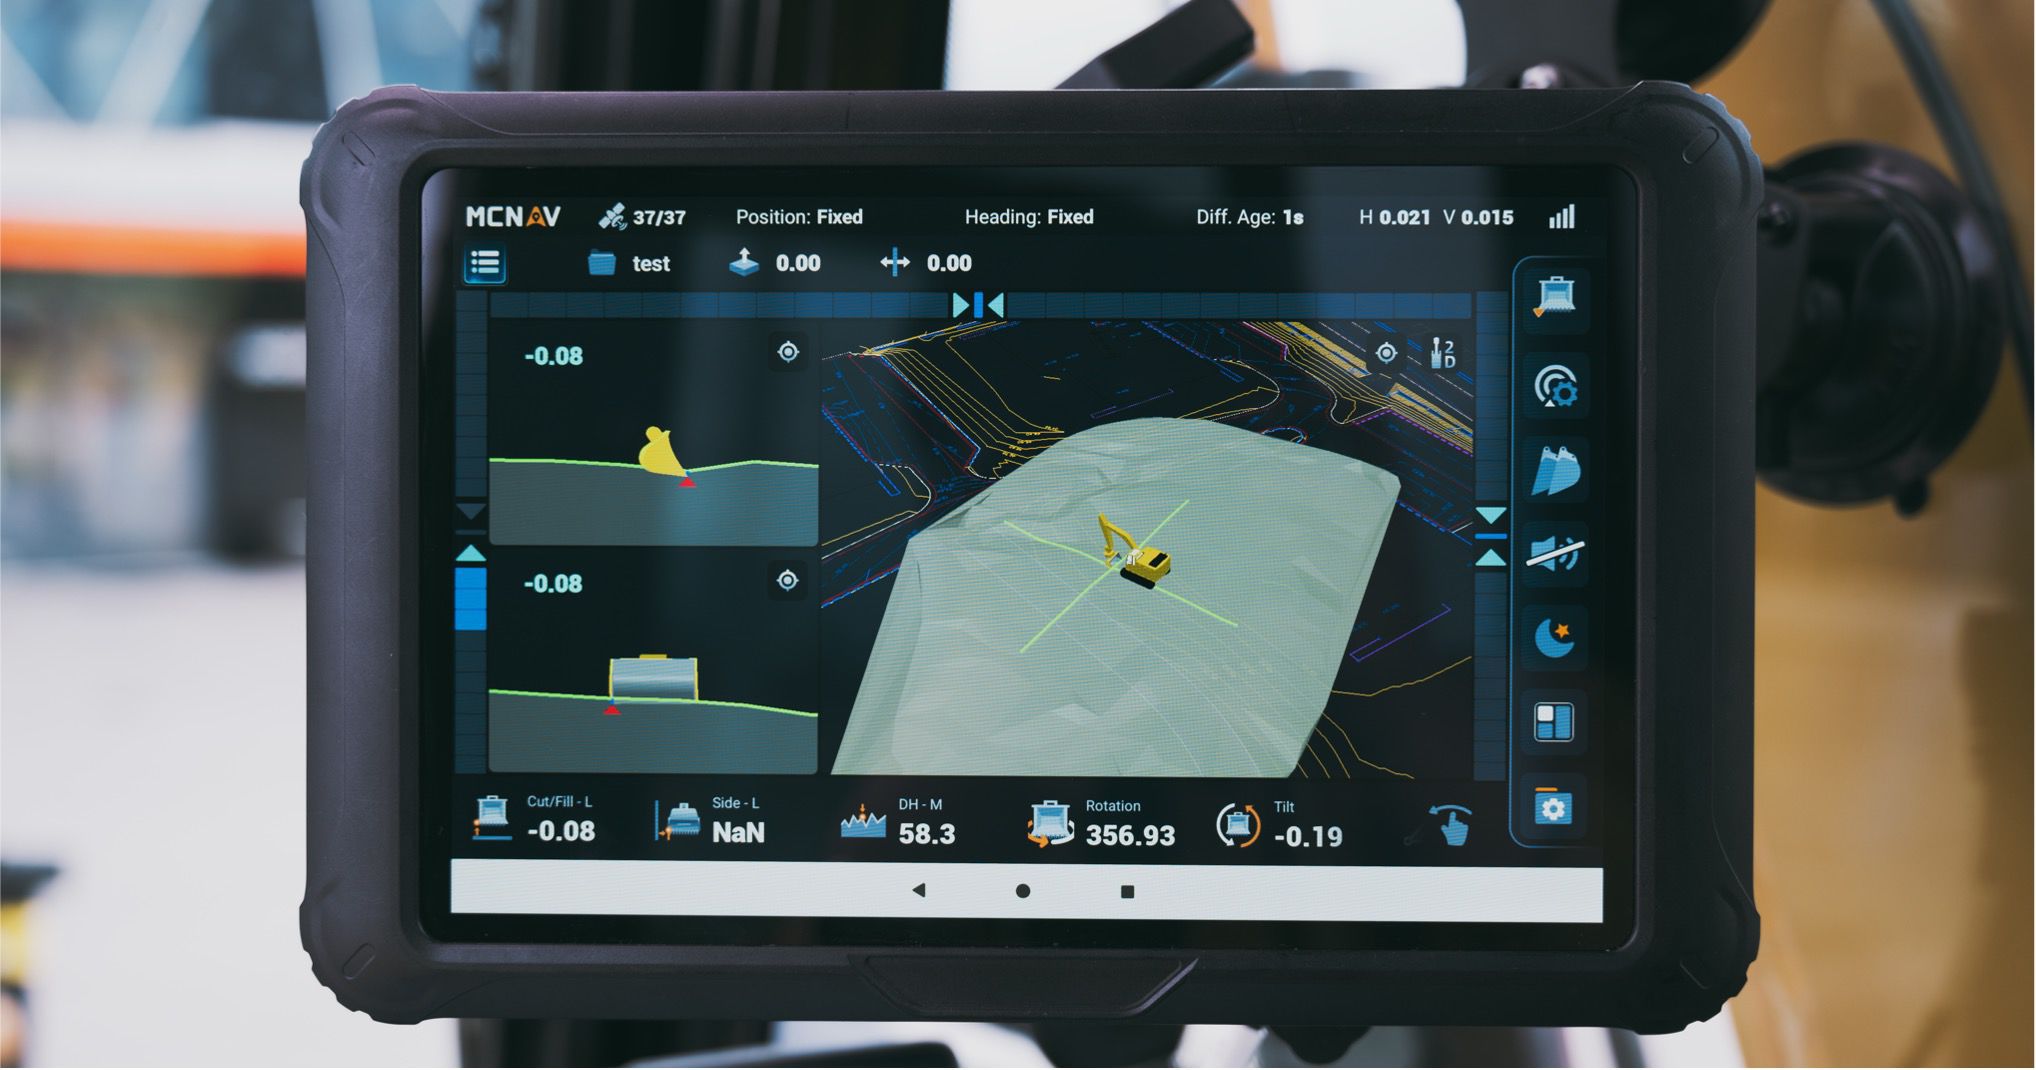 MCNAV 37/37 Position: Fixed Heading: Fixed Diff. Age: 1s H 0.021 V 0.015
test 0.00 0.00
-0.08
2
D
-0.08
Cut/Fill - L Side - L DH - M Rotation Tilt
-0.08 NaN 58.3 356.93 -0.19